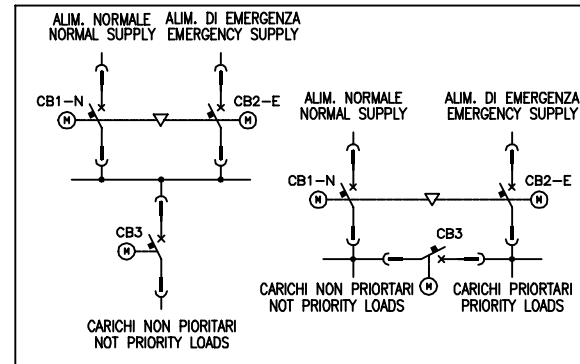 ALIM. NORMALE
NORMAL SUPPLY
ALIM. DI EMERGENZA
EMERGENCY SUPPLY
CB1-N
CB2-E
M
M
CB3
M
CARICHI NON PIORITARI
NOT PRIORITY LOADS
ALIM. NORMALE
NORMAL SUPPLY
ALIM. DI EMERGENZA
EMERGENCY SUPPLY
CB1-N
CB2-E
M
M
CB3
M
CARICHI NON PRIORTARI
NOT PRIORITY LOADS
CARICHI PRIORTARI
PRIORITY LOADS